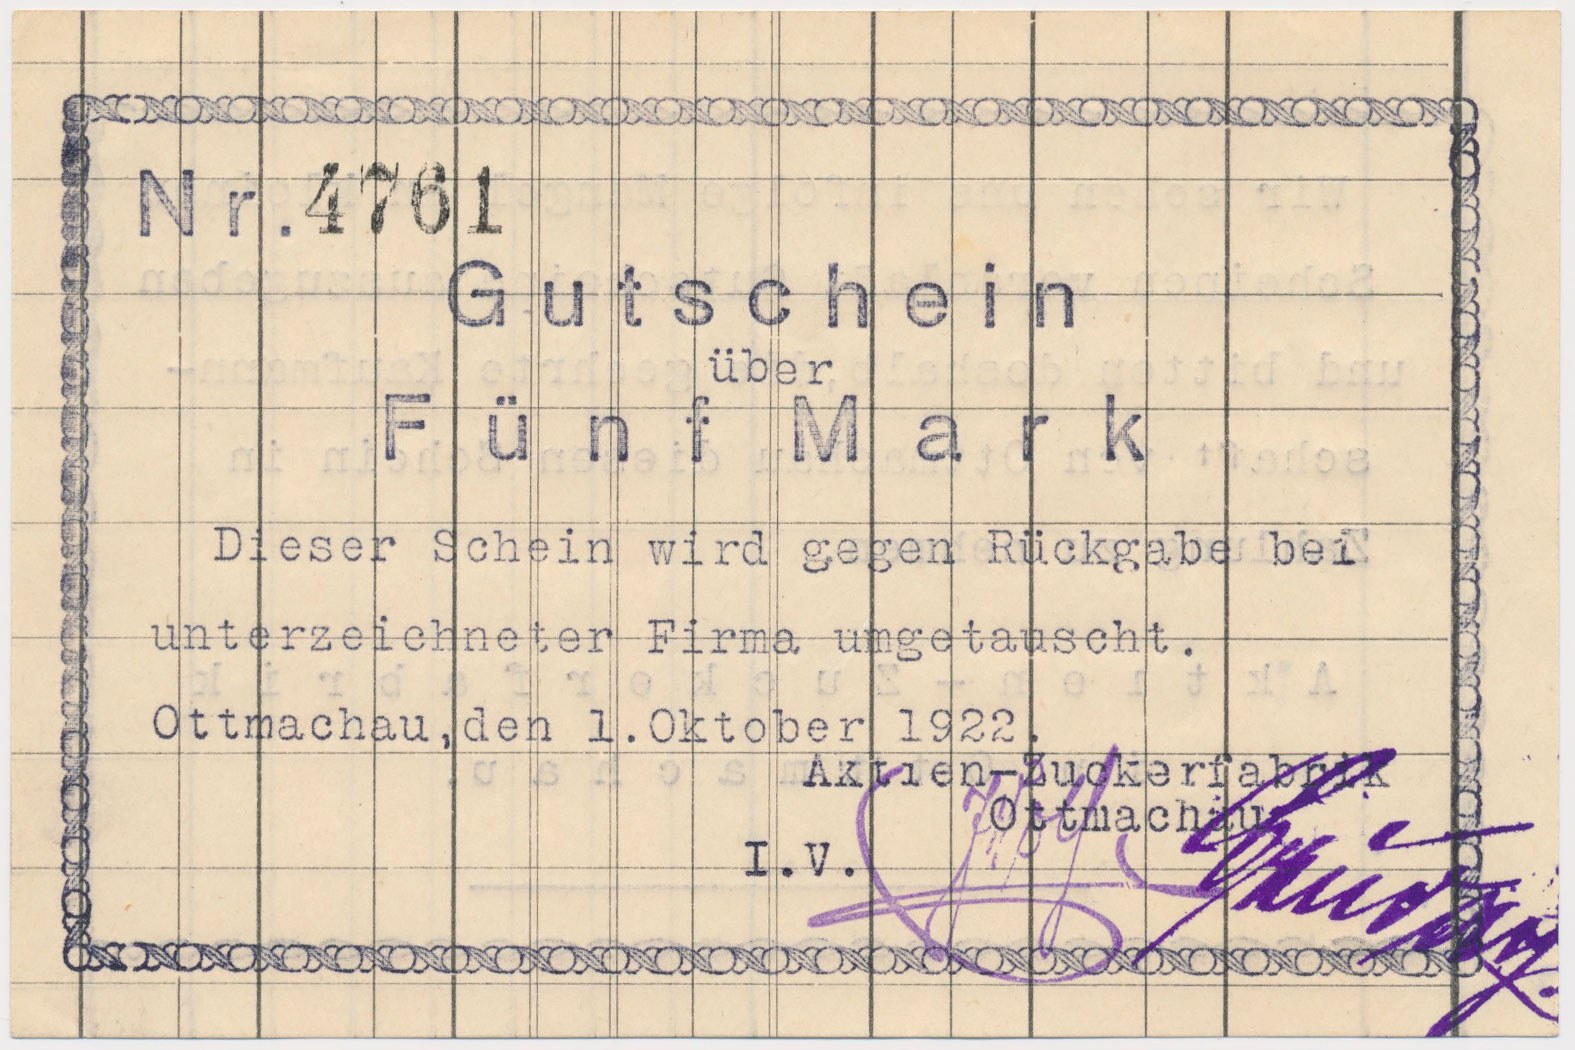 Nr. 4761
Gutschein
über
Fünf Mark
Dieser Schein wird gegen Rückgabe bei
unterzeichneter Firma umgetauscht.
Ottmachau,den 1.Oktober 1922.
Aktien-Zuckerfabrik
Ottmachau
I.V.